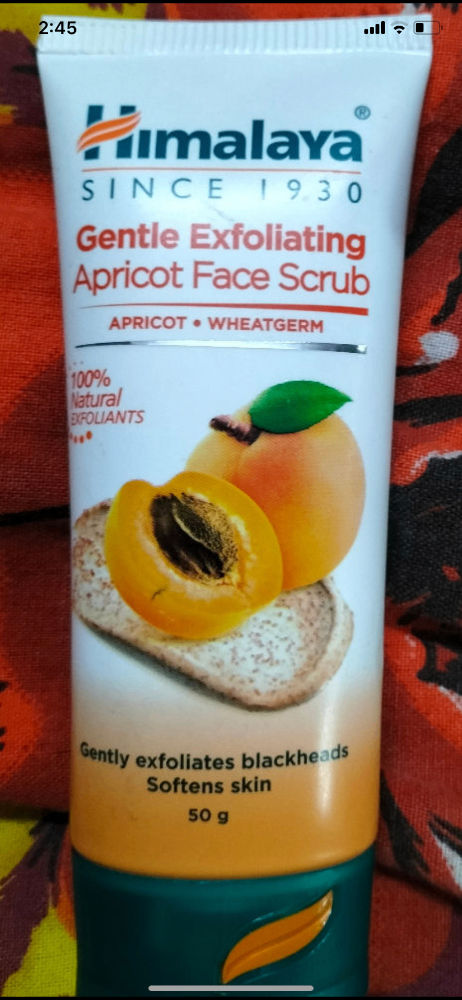 2:45
Himalaya®
SINCE 1930
Gentle Exfoliating
Apricot Face Scrub
APRICOT • WHEATGERM
100%
Natural
EXFOLIANTS
Gently exfoliates blackheads
Softens skin
50 g